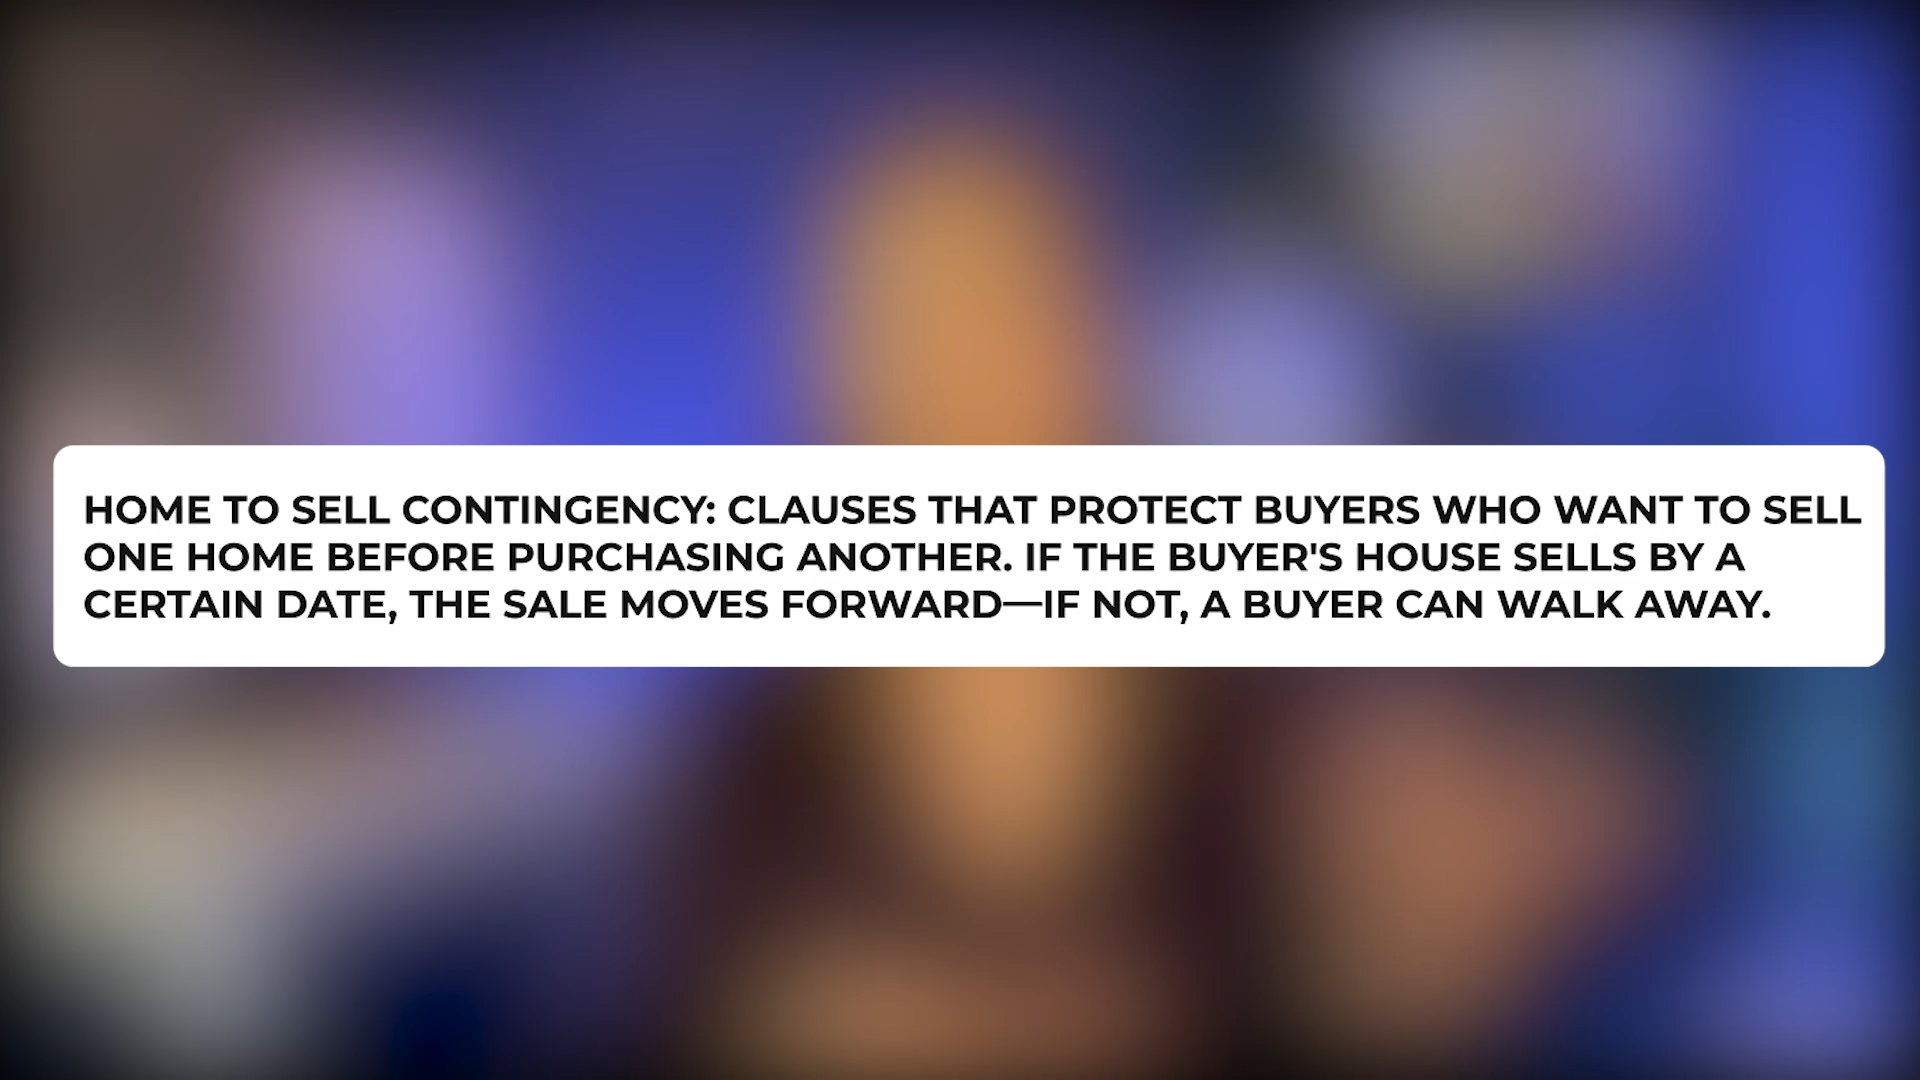 HOME TO SELL CONTINGENCY: CLAUSES THAT PROTECT BUYERS WHO WANT TO SELL
ONE HOME BEFORE PURCHASING ANOTHER. IF THE BUYER'S HOUSE SELLS BY A
CERTAIN DATE, THE SALE MOVES FORWARD—IF NOT, A BUYER CAN WALK AWAY.